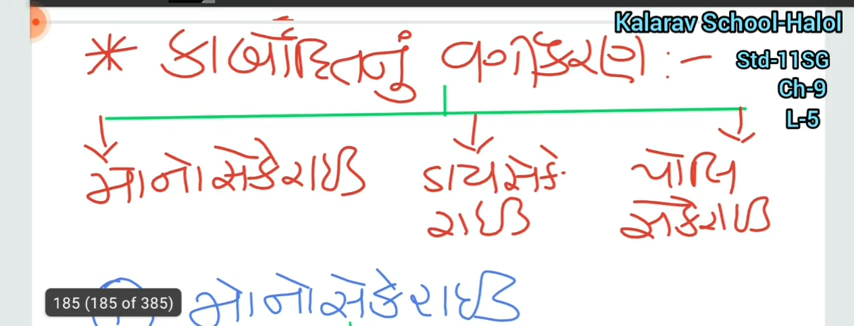 Kalarav School-Halol
Std-11SG
Ch-9
L-5
* કાર્બોદિતનું વર્ગીકરણ :-
મોનોસેકેરાઇડ ડાયસેકે- પોલિ
રાઇડ સેકેરાઇડ
185 (185 of 385)
મોનોસેકેરાઇડ